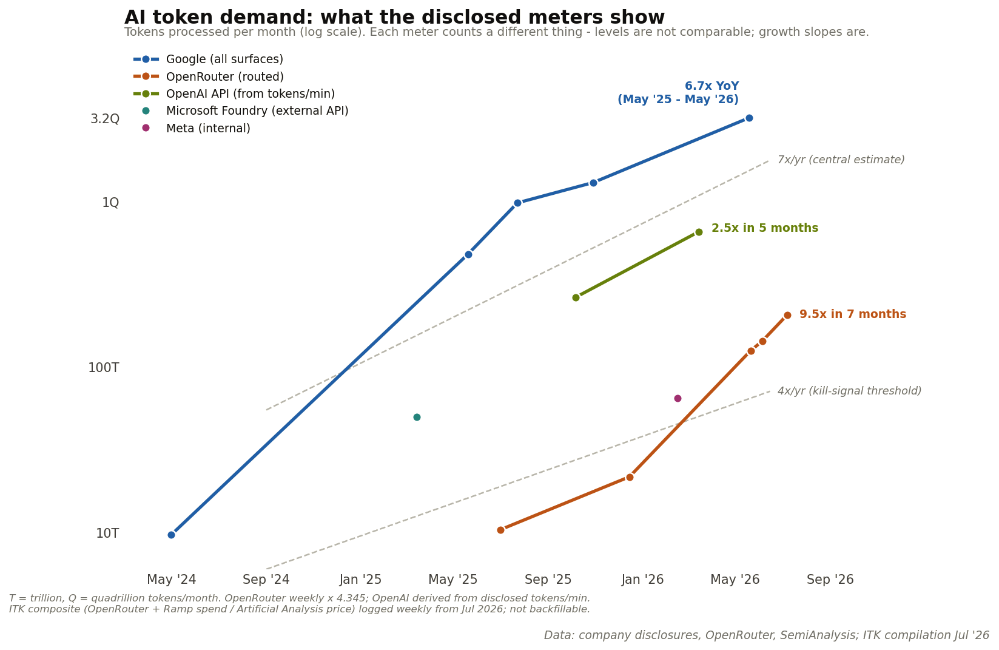 AI token demand: what the disclosed meters show
Tokens processed per month (log scale). Each meter counts a different thing - levels are not comparable; growth slopes are.
Google (all surfaces)
OpenRouter (routed)
OpenAI API (from tokens/min)
Microsoft Foundry (external API)
Meta (internal)
6.7x YoY
(May '25 - May '26)
3.2Q
7x/yr (central estimate)
1Q
2.5x in 5 months
9.5x in 7 months
100T
4x/yr (kill-signal threshold)
10T
May '24
Sep '24
Jan '25
May '25
Sep '25
Jan '26
May '26
Sep '26
T = trillion, Q = quadrillion tokens/month. OpenRouter weekly x 4.345; OpenAI derived from disclosed tokens/min.
ITK composite (OpenRouter + Ramp spend / Artificial Analysis price) logged weekly from Jul 2026; not backfillable.
Data: company disclosures, OpenRouter, SemiAnalysis; ITK compilation Jul '26